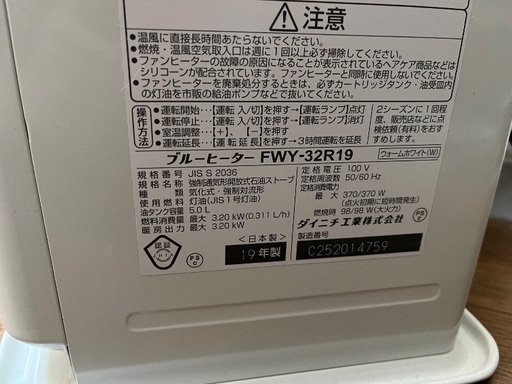 注意
●温風に直接長時間あたらないでください。
●燃焼・温風空気取入口は週に1回以上必ず掃除してください。
●ファンヒーターの故障の原因になることが表示されているヘアケア商品などは
シリコーンが配合されています。ファンヒーターと同時に使用しないでください。
●ファンヒーターを廃棄処分するときは、必ずカートリッジタンク・油受皿内
の灯油を市販の給油ポンプなどで抜いてください。
操作方法
●運転開始…[運転 入/切]を押す→[運転ランプ]点灯
●運転停止…[運転 入/切]を押す→[運転ランプ]消灯
●室温調整…[+]、[-]を押す
●運転延長…[運転延長]を押す→3時間運転を延長
2シーズンに1回程
度、販売店などに点
検依頼(有料)をお
すすめします。
ブルーヒーター FWY-32R19 ウォームホワイト(W)
規格番号 JIS S 2036
種類 強制通気形開放式石油ストーブ
気化式・強制対流形
使用燃料 灯油(JIS 1号灯油)
油タンク容量 5.0 L
燃料消費量 最大 3.20 kW (0.311 L/h)
暖房出力 最大 3.20 kW
定格電圧 100 V
定格周波数 50/60 Hz
定格消費電力
最大 370/370 W
(点火初期に短時間発生)
燃焼時 98/98 W (大火力)
ダイニチ工業株式会社
<日本製>
19年製
製造番号
C252014759
認証
PS
C
PS
E